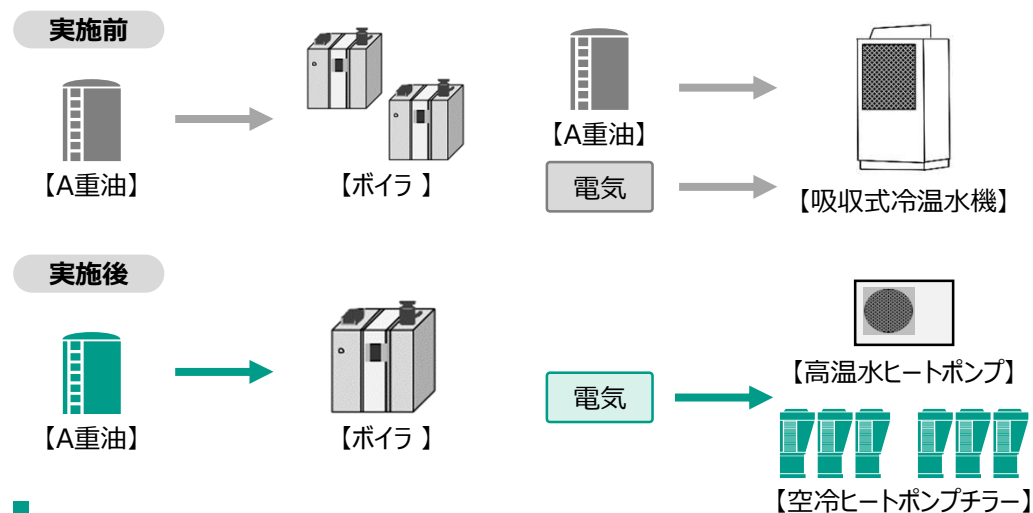 実施前
【A重油】
【ボイラ 】
【A重油】
電気
【吸収式冷温水機】
実施後
【A重油】
【ボイラ 】
電気
【高温水ヒートポンプ】
【空冷ヒートポンプチラー】